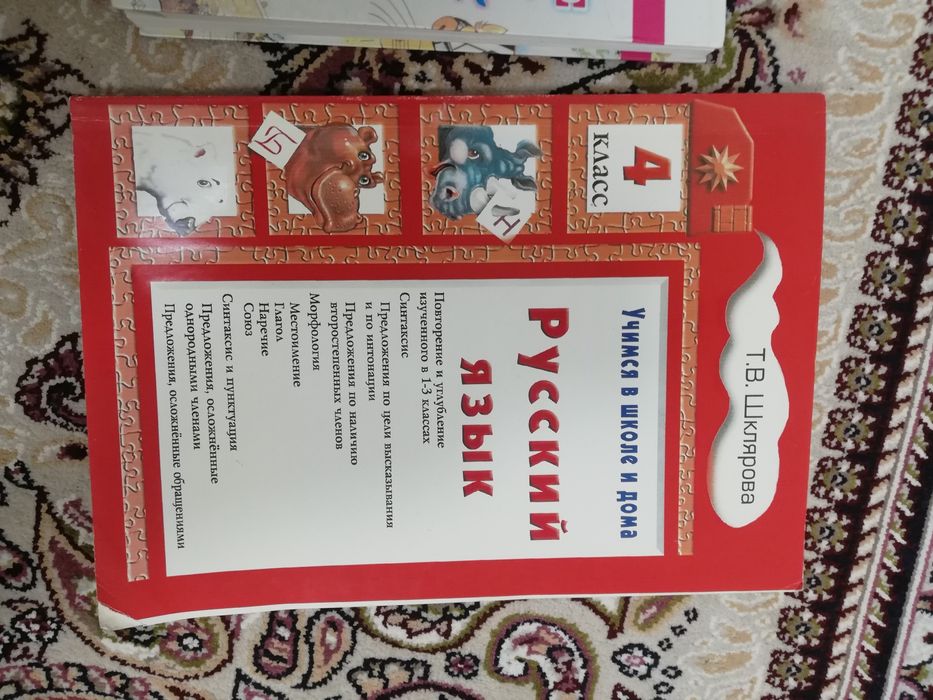 Т.В. Шклярова
4
класс
Учимся в школе и дома
Русский
язык
Повторение и углубление
изученного в 1-3 классах
Синтаксис
Предложения по цели высказывания
и по интонации
Предложения по наличию
второстепенных членов
Морфология
Местоимение
Глагол
Наречие
Союз
Синтаксис и пунктуация
Предложения, осложнённые
однородными членами
Предложения, осложнённые обращениями